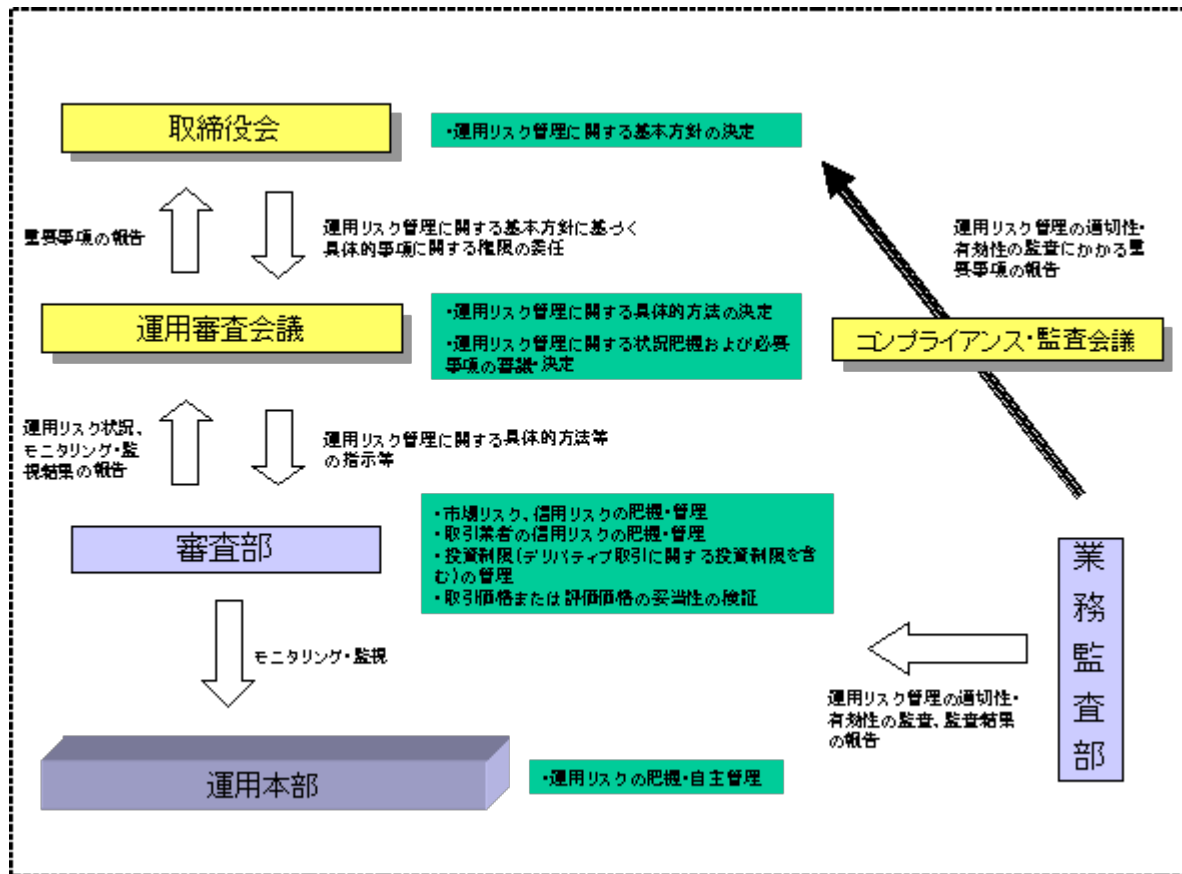 取締役会
・運用リスク管理に関する基本方針の決定
重要事項の報告
運用リスク管理に関する基本方針に基づく
具体的事項に関する権限の委任
運用リスク管理の適切性・
有効性の監査にかかる重
要事項の報告
運用審査会議
・運用リスク管理に関する具体的方法の決定
・運用リスク管理に関する状況把握および必要
事項の審議・決定
コンプライアンス・監査会議
運用リスク状況、
モニタリング・監
視結果の報告
運用リスク管理に関する具体的方法等
の指示等
審査部
・市場リスク、信用リスクの把握・管理
・取引業者の信用リスクの把握・管理
・投資制限(デリバティブ取引に関する投資制限を含
む)の管理
・取引価格または評価価格の妥当性の検証
業務監査部
モニタリング・監視
運用リスク管理の適切性・
有効性の監査、監査結果
の報告
運用本部
・運用リスクの把握・自主管理